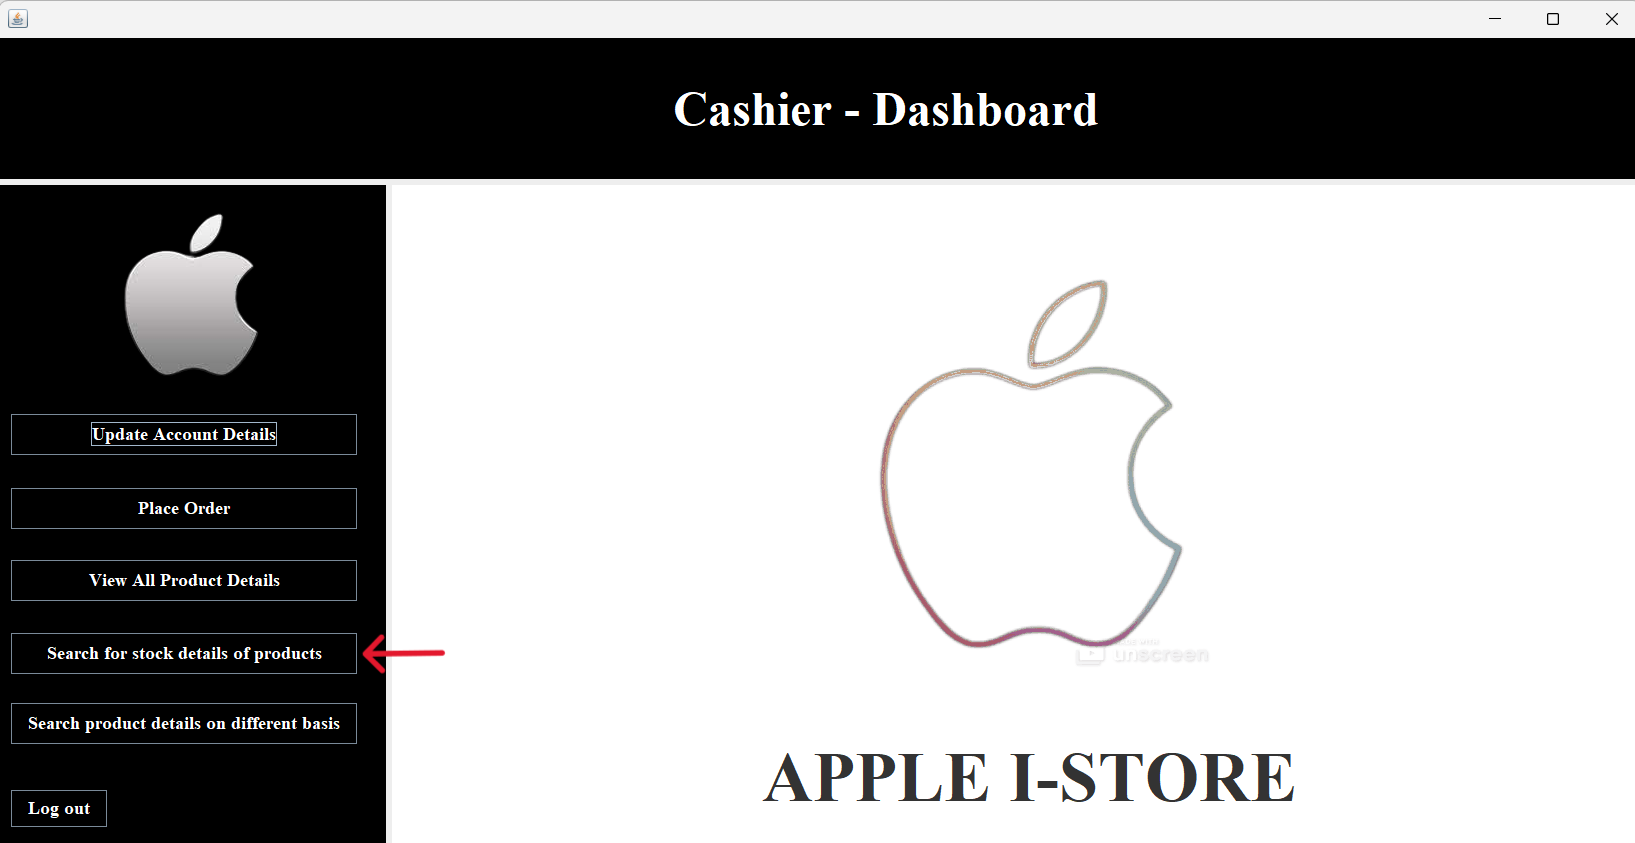 Cashier - Dashboard
Update Account Details
Place Order
View All Product Details
Search for stock details of products
Search product details on different basis
Log out
unscreen
APPLE I-STORE